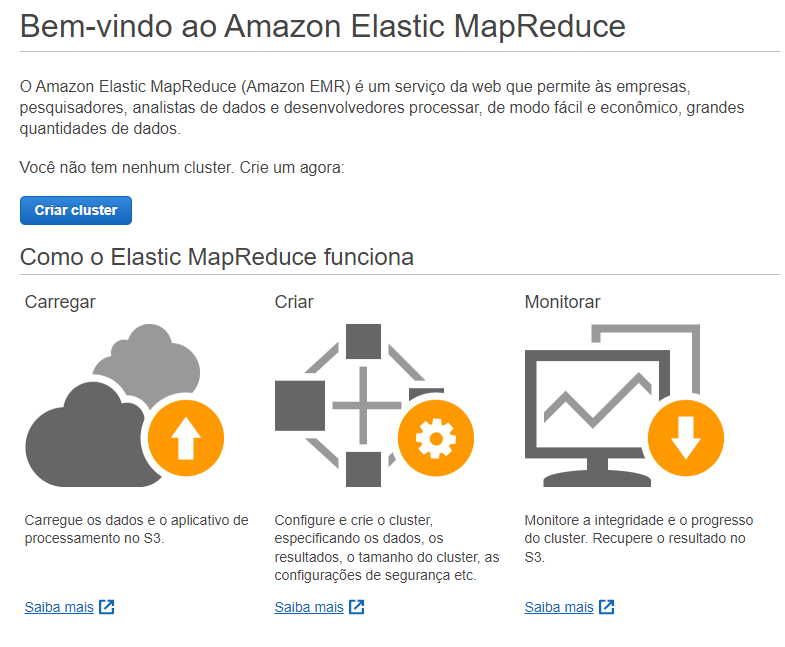 Bem-vindo ao Amazon Elastic MapReduce
O Amazon Elastic MapReduce (Amazon EMR) é um serviço da web que permite às empresas,
pesquisadores, analistas de dados e desenvolvedores processar, de modo fácil e econômico, grandes
quantidades de dados.
Você não tem nenhum cluster. Crie um agora:
Criar cluster
Como o Elastic MapReduce funciona
Carregar
Carregue os dados e o aplicativo de
processamento no S3.
Saiba mais
Criar
Configure e crie o cluster,
especificando os dados, os
resultados, o tamanho do cluster, as
configurações de segurança etc.
Saiba mais
Monitorar
Monitore a integridade e o progresso
do cluster. Recupere o resultado no
S3.
Saiba mais